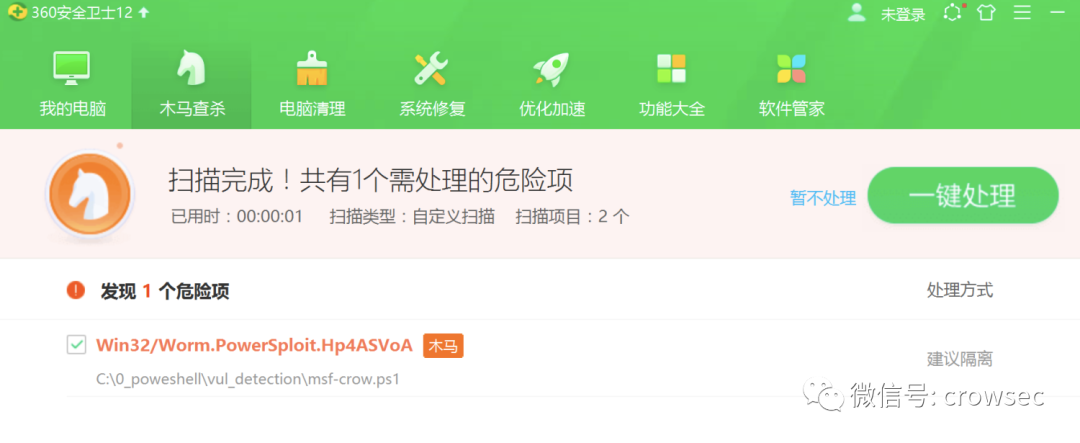 360安全卫士12
未登录
我的电脑 木马查杀 电脑清理 系统修复 优化加速 功能大全 软件管家
扫描完成！共有1个需处理的危险项
已用时：00:00:01 扫描类型：自定义扫描 扫描项目：2 个
暂不处理
一键处理
发现 1 个危险项
处理方式
Win32/Worm.PowerSploit.Hp4ASVoA 木马
C:\0_poweshell\vul_detection\msf-crow.ps1
建议隔离
微信号: crowsec